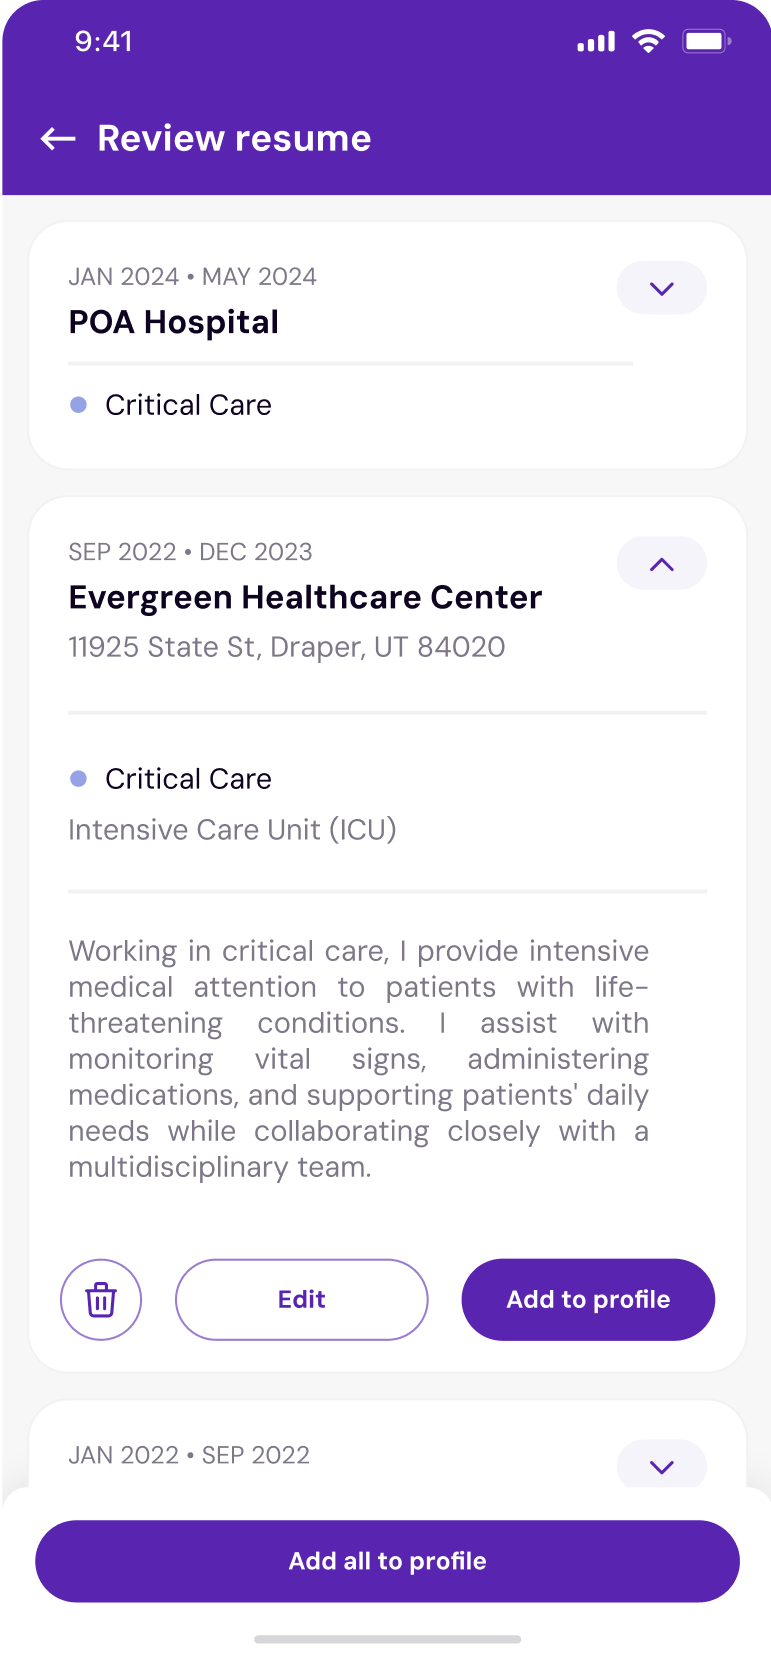 9:41
Review resume
JAN 2024 • MAY 2024
POA Hospital
Critical Care
SEP 2022 • DEC 2023
Evergreen Healthcare Center
11925 State St, Draper, UT 84020
Critical Care
Intensive Care Unit (ICU)
Working in critical care, I provide intensive
medical attention to patients with life-
threatening conditions. I assist with
monitoring vital signs, administering
medications, and supporting patients' daily
needs while collaborating closely with a
multidisciplinary team.
Edit
Add to profile
JAN 2022 • SEP 2022
Add all to profile